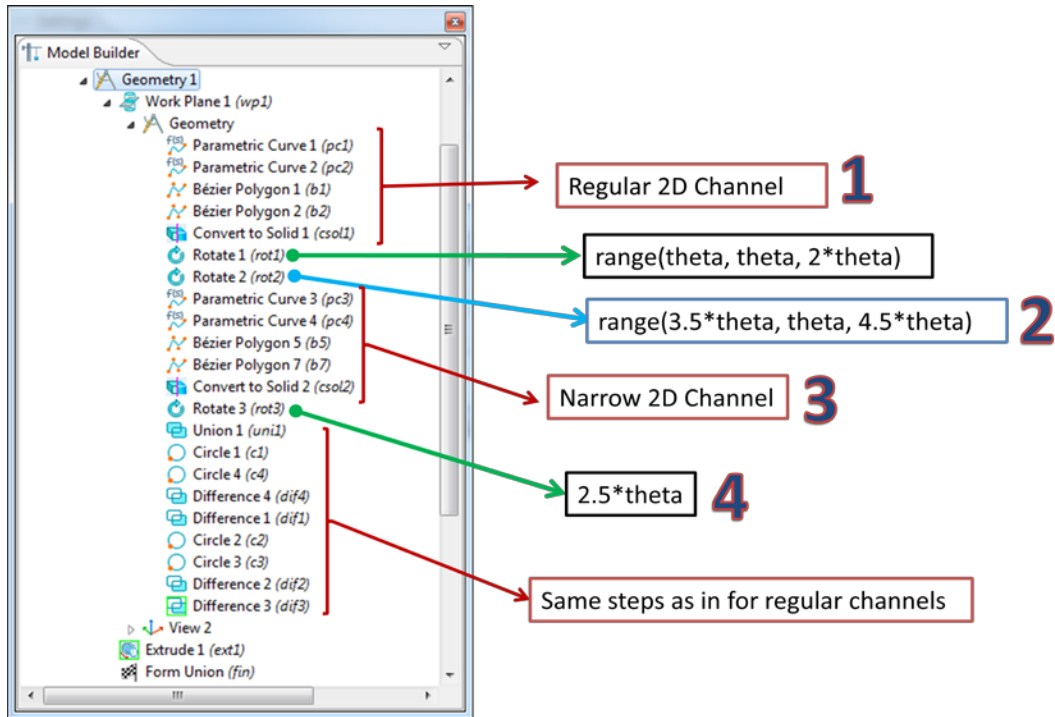 Model Builder
Geometry 1
Work Plane 1 (wp1)
Geometry
Parametric Curve 1 (pc1)
Parametric Curve 2 (pc2)
Bézier Polygon 1 (b1)
Bézier Polygon 2 (b2)
Convert to Solid 1 (csol1)
Rotate 1 (rot1)
Rotate 2 (rot2)
Parametric Curve 3 (pc3)
Parametric Curve 4 (pc4)
Bézier Polygon 5 (b5)
Bézier Polygon 7 (b7)
Convert to Solid 2 (csol2)
Rotate 3 (rot3)
Union 1 (uni1)
Circle 1 (c1)
Circle 4 (c4)
Difference 4 (dif4)
Difference 1 (dif1)
Circle 2 (c2)
Circle 3 (c3)
Difference 2 (dif2)
Difference 3 (dif3)
View 2
Extrude 1 (ext1)
Form Union (fin)
Regular 2D Channel 1
range(theta, theta, 2*theta)
range(3.5*theta, theta, 4.5*theta) 2
Narrow 2D Channel 3
2.5*theta 4
Same steps as in for regular channels